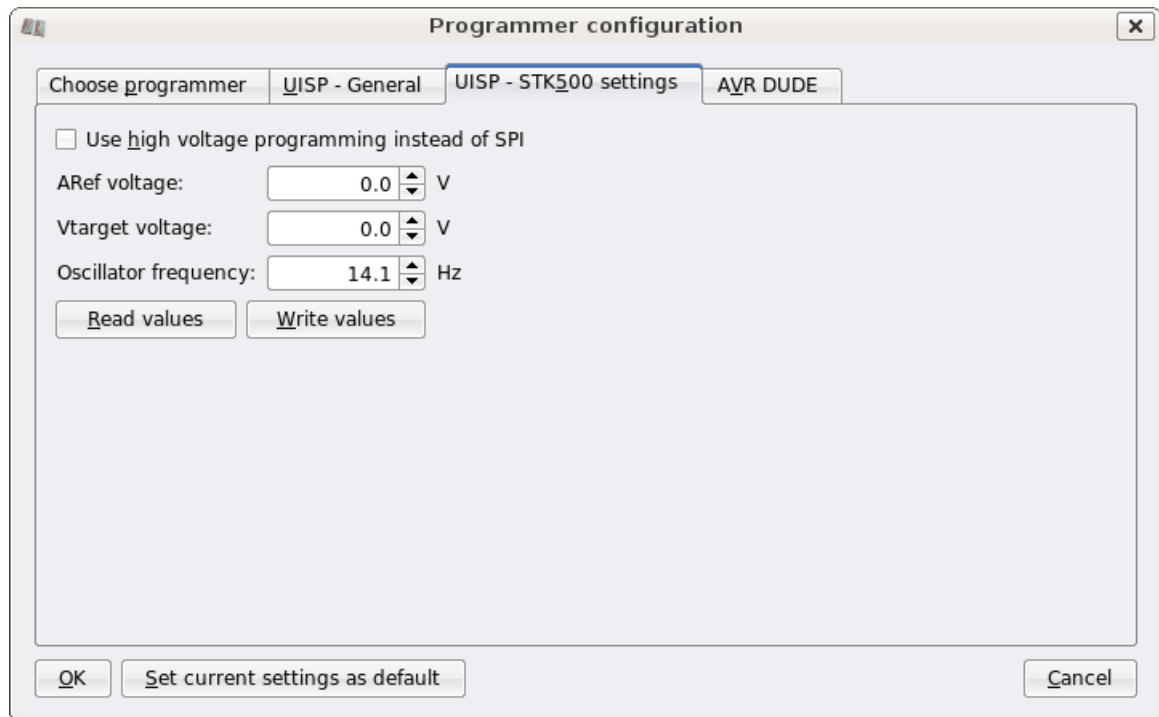 Programmer configuration
Choose programmer UISP - General UISP - STK500 settings AVR DUDE
Use high voltage programming instead of SPI
ARef voltage: 0.0 V
Vtarget voltage: 0.0 V
Oscillator frequency: 14.1 Hz
Read values Write values
OK Set current settings as default Cancel